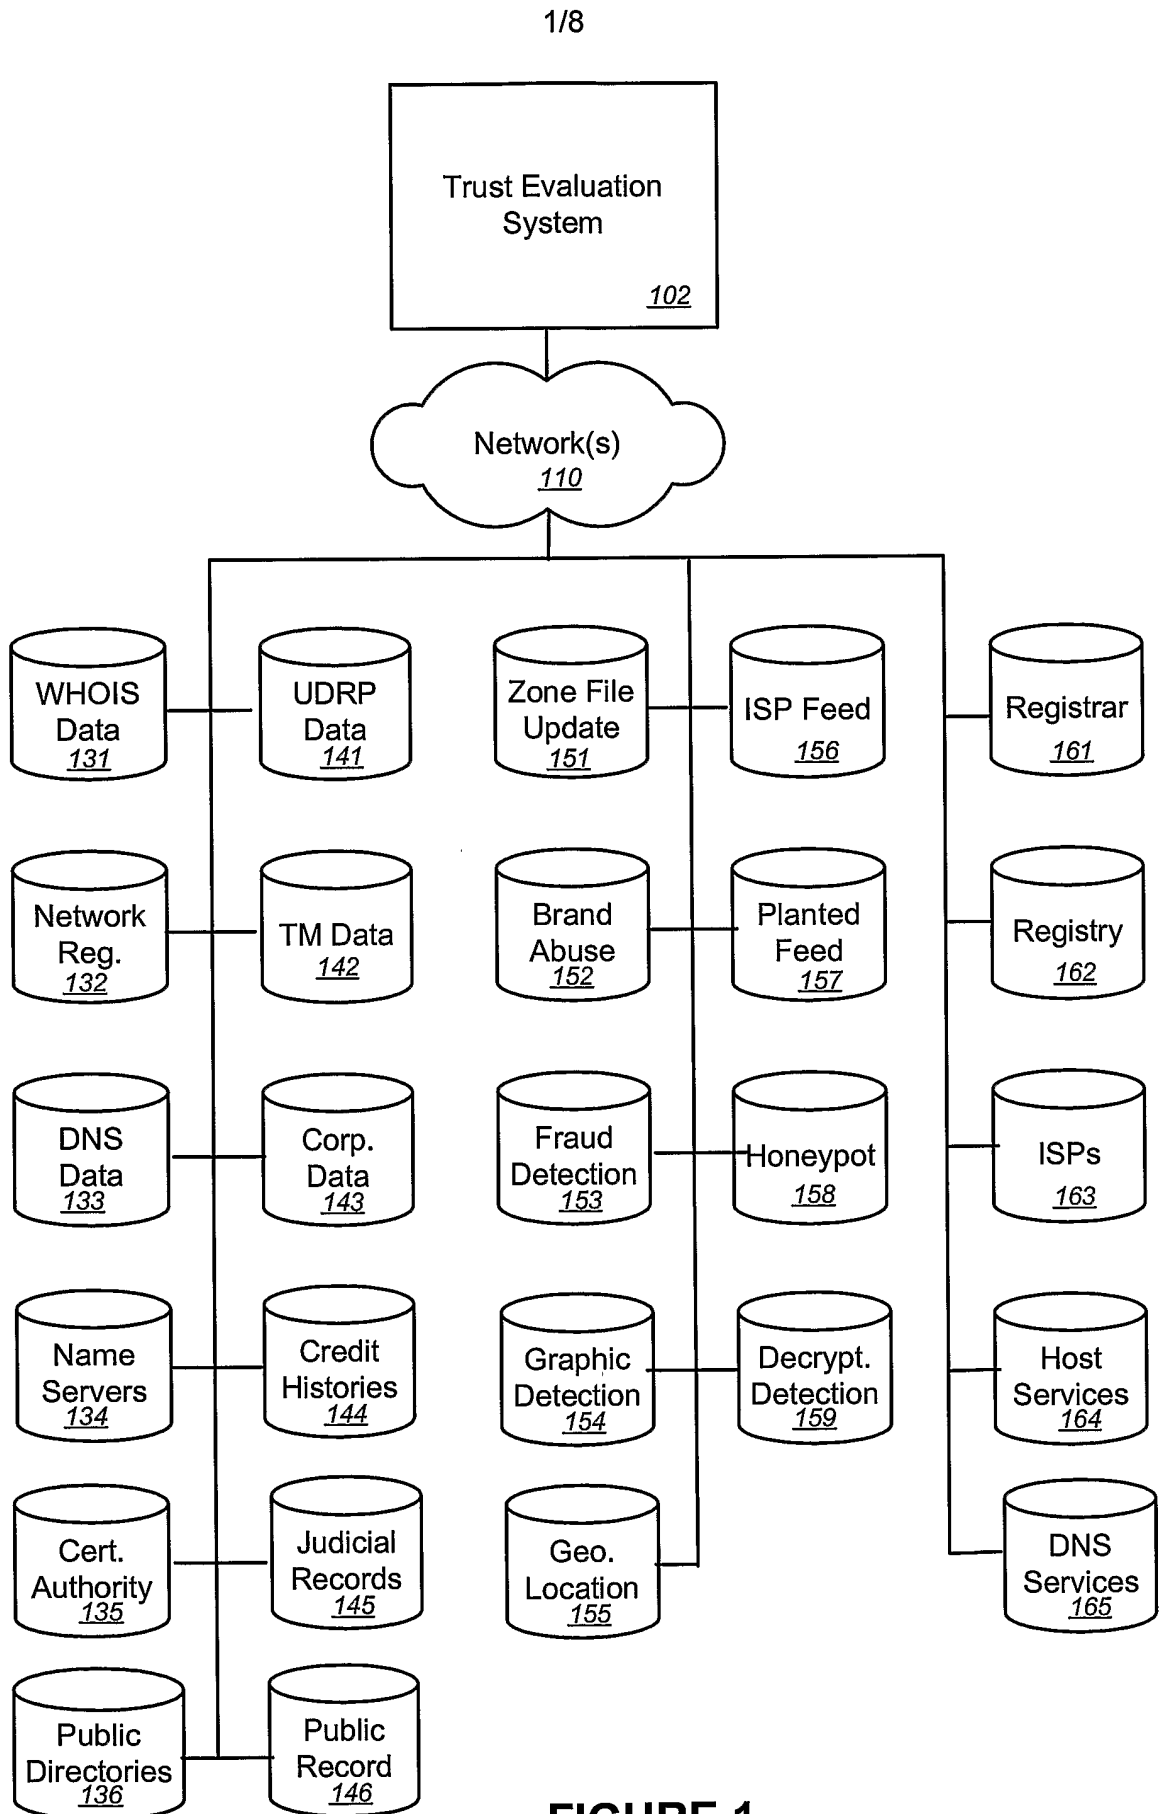 1/8
Trust Evaluation
System
102
Network(s)
110
WHOIS
Data
131
UDRP
Data
141
Zone File
Update
151
ISP Feed
156
Registrar
161
Network
Reg.
132
TM Data
142
Brand
Abuse
152
Planted
Feed
157
Registry
162
DNS
Data
133
Corp.
Data
143
Fraud
Detection
153
Honeypot
158
ISPs
163
Name
Servers
134
Credit
Histories
144
Graphic
Detection
154
Decrypt.
Detection
159
Host
Services
164
Cert.
Authority
135
Judicial
Records
145
Geo.
Location
155
DNS
Services
165
Public
Directories
136
Public
Record
146
FIGURE 1